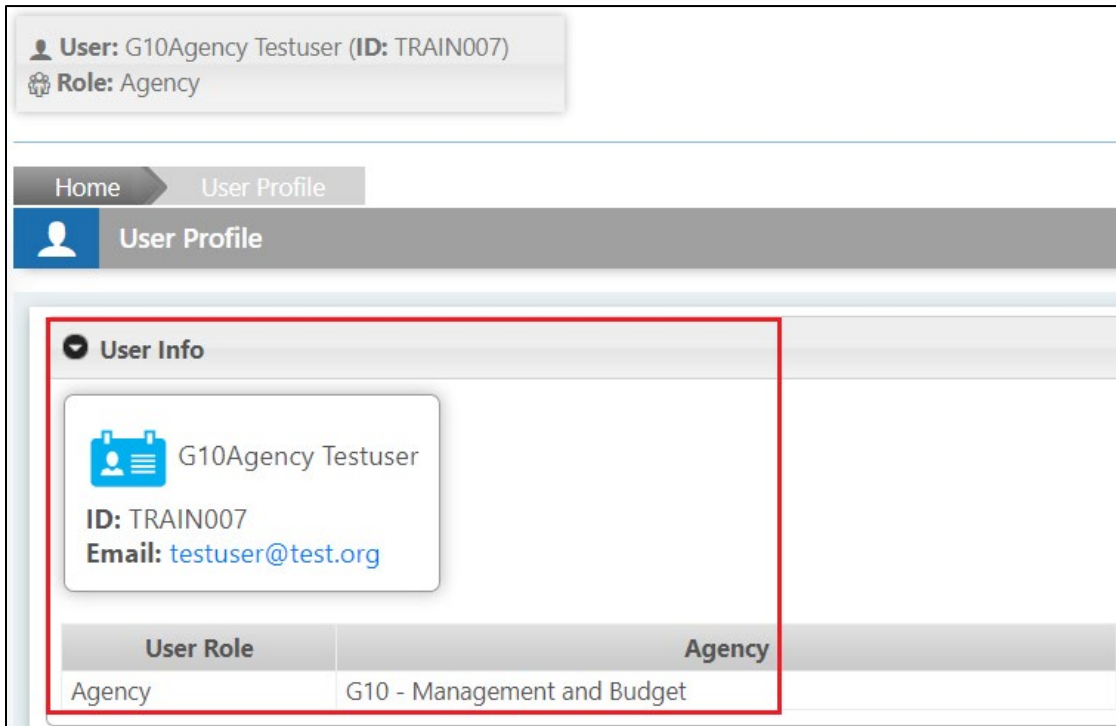 User: G10Agency Testuser (ID: TRAIN007)
Role: Agency
Home User Profile
User Profile
User Info
G10Agency Testuser
ID: TRAIN007
Email: testuser@test.org
User Role Agency
Agency G10 - Management and Budget